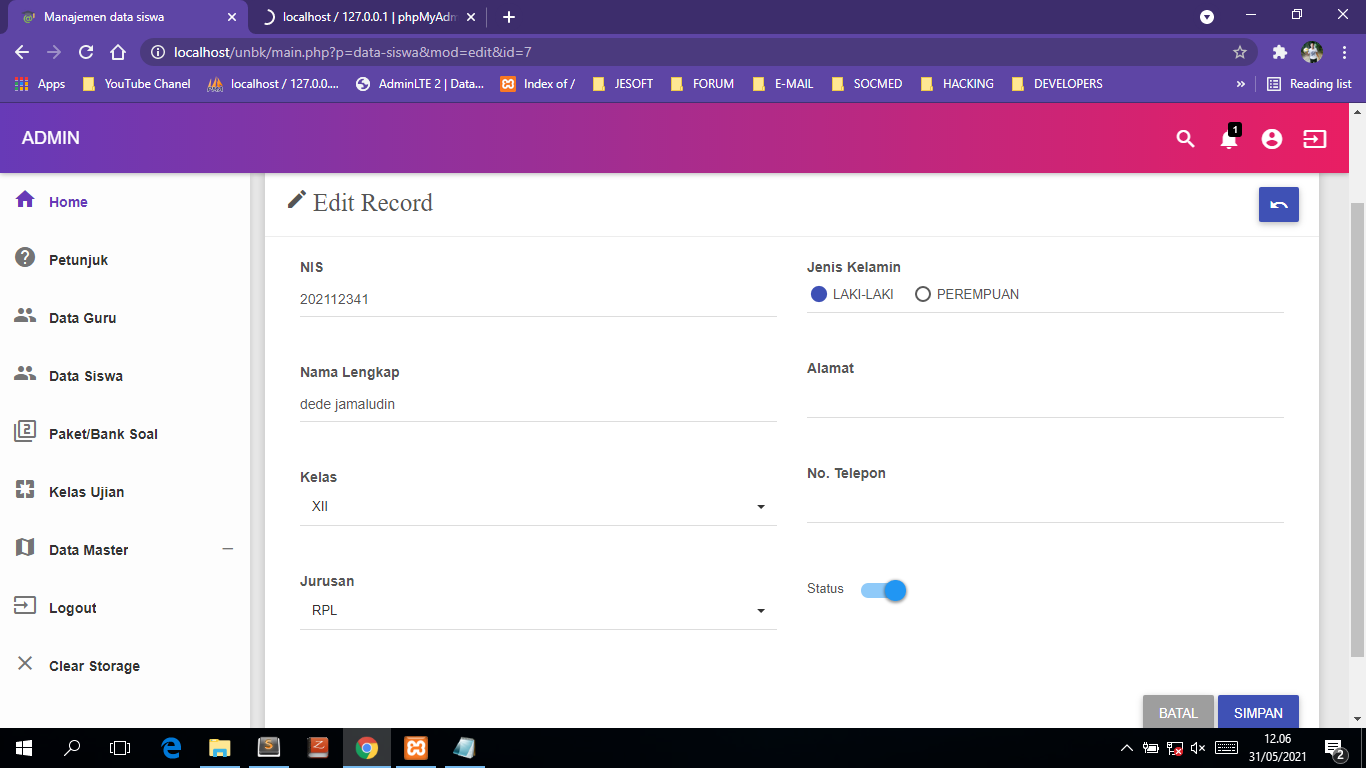 Manajemen data siswa
localhost / 127.0.0.1 | phpMyAdm
localhost/unbk/main.php?p=data-siswa&mod=edit&id=7
Apps YouTube Chanel localhost / 127.0.0.... AdminLTE 2 | Data... Index of / JESOFT FORUM E-MAIL SOCMED HACKING DEVELOPERS » Reading list
ADMIN
1
Home
Petunjuk
Data Guru
Data Siswa
2
Paket/Bank Soal
Kelas Ujian
Data Master
Logout
Clear Storage
Edit Record
NIS
202112341
Nama Lengkap
dede jamaludin
Kelas
XII
Jurusan
RPL
Jenis Kelamin
LAKI-LAKI PEREMPUAN
Alamat
No. Telepon
Status
BATAL SIMPAN
12.06
31/05/2021
2